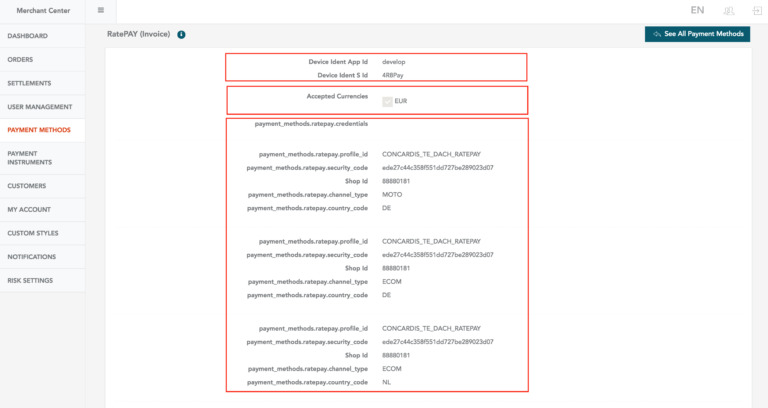 Merchant Center
EN
RatePAY (Invoice) i
See All Payment Methods
DASHBOARD
ORDERS
SETTLEMENTS
USER MANAGEMENT
PAYMENT METHODS
PAYMENT
INSTRUMENTS
CUSTOMERS
MY ACCOUNT
CUSTOM STYLES
NOTIFICATIONS
RISK SETTINGS
Device Ident App Id develop
Device Ident S Id 4RBPay
Accepted Currencies EUR
payment_methods.ratepay.credentials
payment_methods.ratepay.profile_id CONCARDIS_TE_DACH_RATEPAY
payment_methods.ratepay.security_code ede27c44c358f551dd727be289023d07
Shop Id 88880181
payment_methods.ratepay.channel_type MOTO
payment_methods.ratepay.country_code DE
payment_methods.ratepay.profile_id CONCARDIS_TE_DACH_RATEPAY
payment_methods.ratepay.security_code ede27c44c358f551dd727be289023d07
Shop Id 88880181
payment_methods.ratepay.channel_type ECOM
payment_methods.ratepay.country_code DE
payment_methods.ratepay.profile_id CONCARDIS_TE_DACH_RATEPAY
payment_methods.ratepay.security_code ede27c44c358f551dd727be289023d07
Shop Id 88880181
payment_methods.ratepay.channel_type ECOM
payment_methods.ratepay.country_code NL